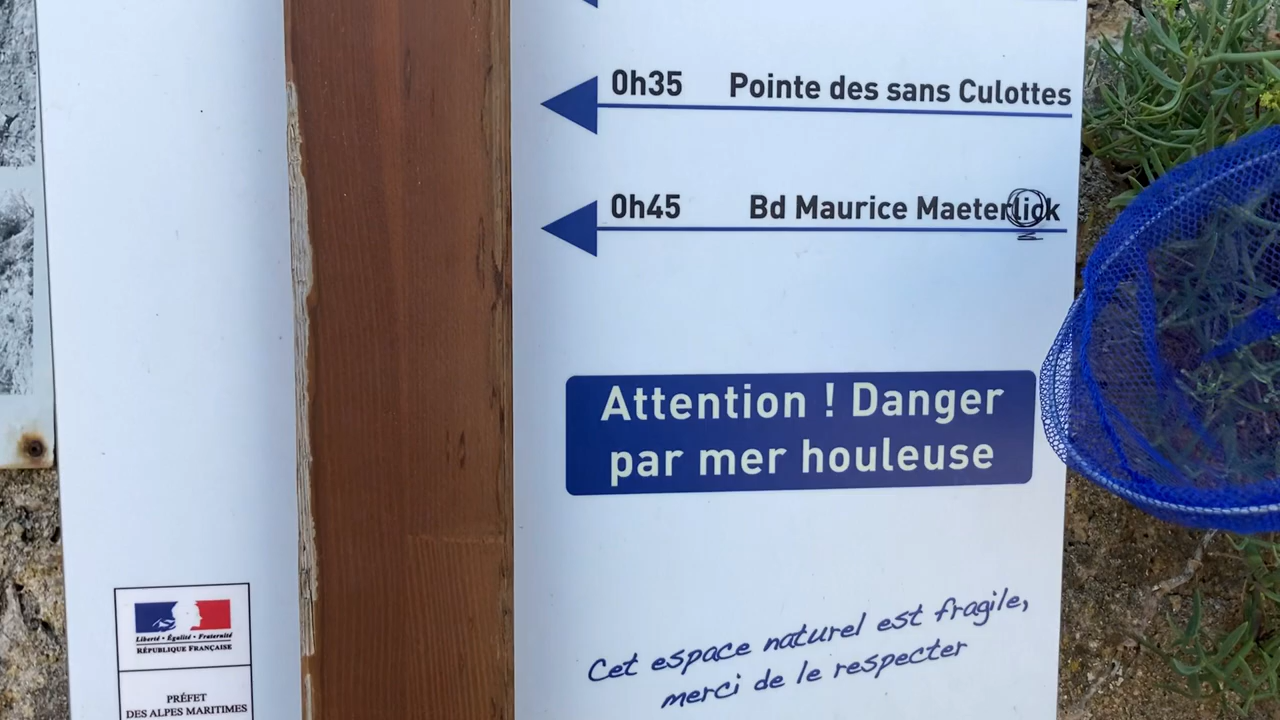 0h35 Pointe des sans Culottes
0h45 Bd Maurice Maeterlick
N
Attention ! Danger
par mer houleuse
Cet espace naturel est fragile,
merci de le respecter
Liberté • Égalité • Fraternité
RÉPUBLIQUE FRANÇAISE
PRÉFET
DES ALPES MARITIMES